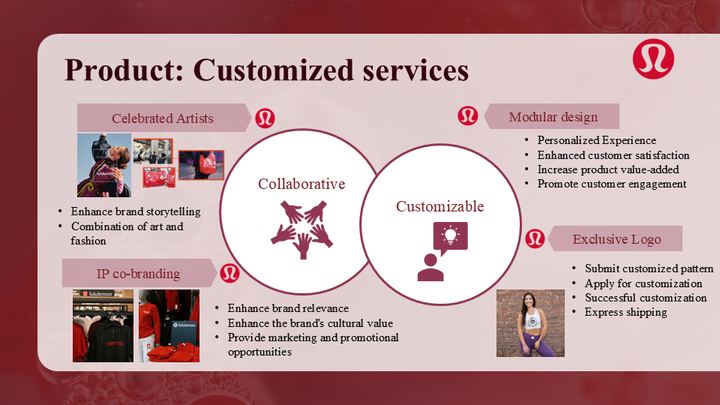 Product: Customized services
Celebrated Artists
• Enhance brand storytelling
• Combination of art and
fashion
IP co-branding
• Enhance brand relevance
• Enhance the brand's cultural value
• Provide marketing and promotional
opportunities
Collaborative
Customizable
Modular design
• Personalized Experience
• Enhanced customer satisfaction
• Increase product value-added
• Promote customer engagement
Exclusive Logo
• Submit customized pattern
• Apply for customization
• Successful customization
• Express shipping
lululemon
lululemon